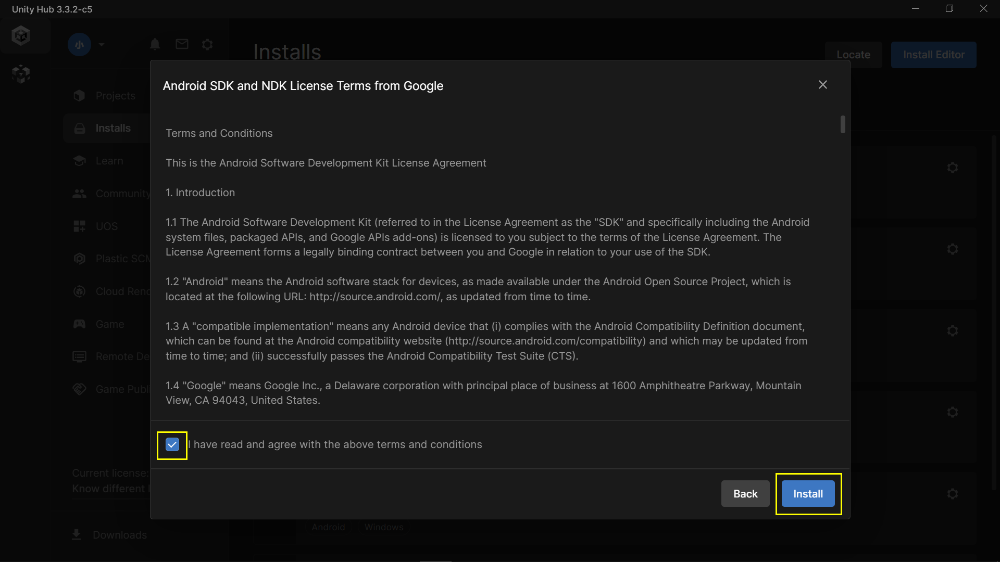 Unity Hub 3.3.2-c5
Installs
Locate
Install Editor
Projects
Installs
Learn
Community
UOS
Plastic SCM
Cloud Rend
Game
Remote De
Game Publi
Current license:
Know different l
Downloads
Android SDK and NDK License Terms from Google
Terms and Conditions
This is the Android Software Development Kit License Agreement
1. Introduction
1.1 The Android Software Development Kit (referred to in the License Agreement as the "SDK" and specifically including the Android
system files, packaged APIs, and Google APIs add-ons) is licensed to you subject to the terms of the License Agreement. The
License Agreement forms a legally binding contract between you and Google in relation to your use of the SDK.
1.2 "Android" means the Android software stack for devices, as made available under the Android Open Source Project, which is
located at the following URL: http://source.android.com/, as updated from time to time.
1.3 A "compatible implementation" means any Android device that (i) complies with the Android Compatibility Definition document,
which can be found at the Android compatibility website (http://source.android.com/compatibility) and which may be updated from
time to time; and (ii) successfully passes the Android Compatibility Test Suite (CTS).
1.4 "Google" means Google Inc., a Delaware corporation with principal place of business at 1600 Amphitheatre Parkway, Mountain
View, CA 94043, United States.
I have read and agree with the above terms and conditions
Back
Install
Android
Windows